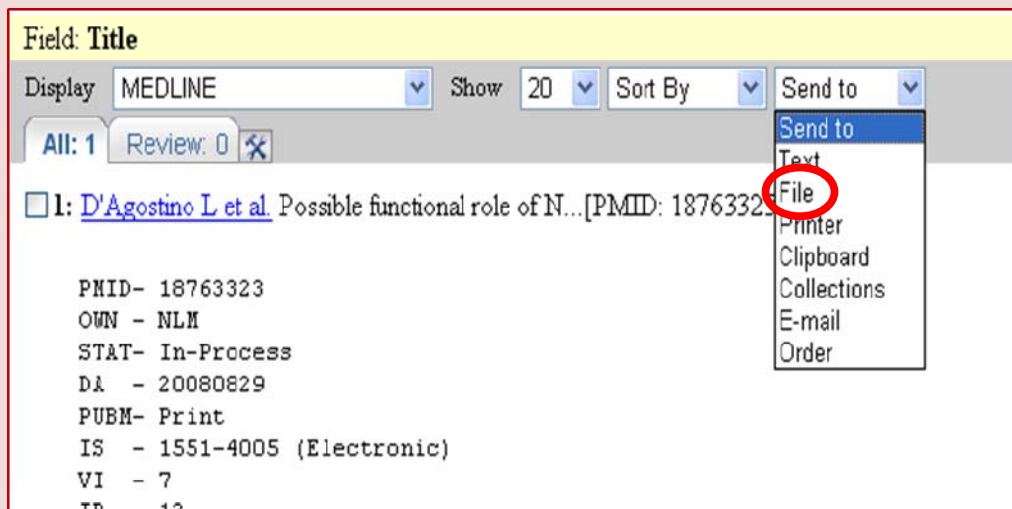 Field: Title
Display MEDLINE Show 20 Sort By Send to
All: 1 Review: 0
Send to
Text
File
Printer
Clipboard
Collections
E-mail
Order
1: D'Agostino L et al. Possible functional role of N...[PMID: 18763323
PMID- 18763323
OWN - NLM
STAT- In-Process
DA - 20080829
PUBM- Print
IS - 1551-4005 (Electronic)
VI - 7